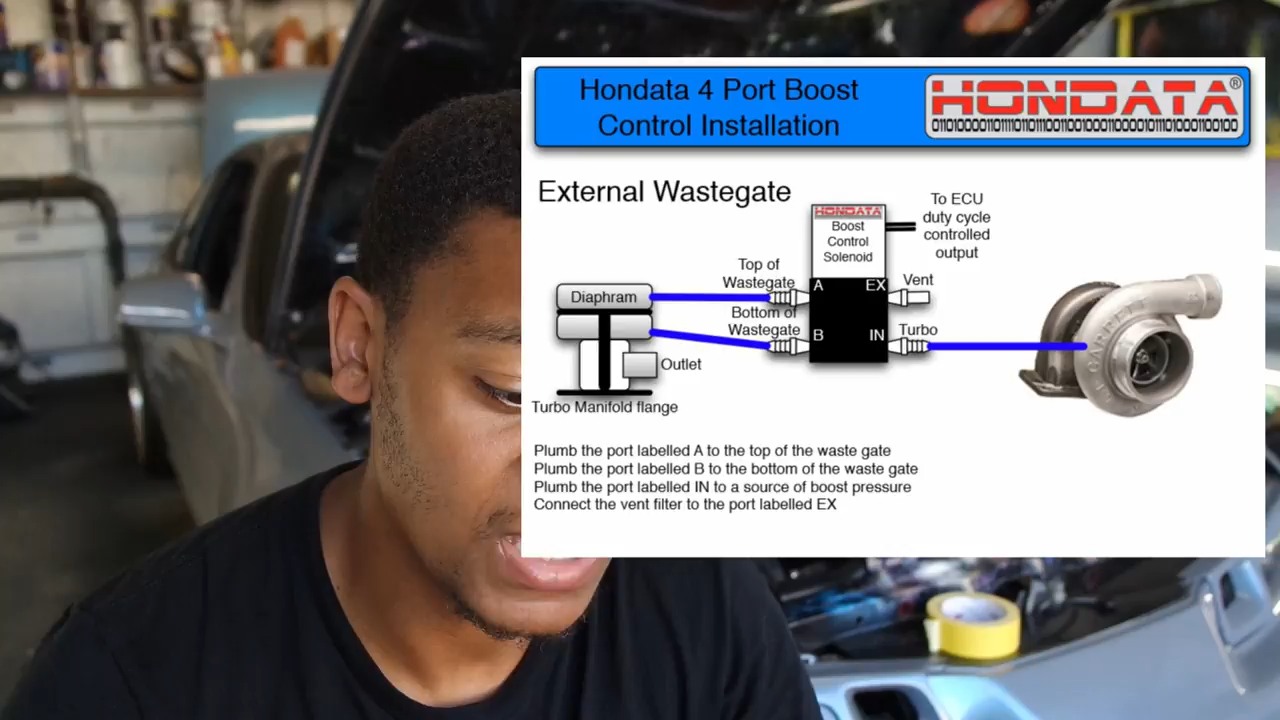 Hondata 4 Port Boost
Control Installation
HONDATA®
External Wastegate
HONDATA
Boost
Control
Solenoid
To ECU
duty cycle
controlled
output
Top of
Wastegate
A
EX
Vent
Diaphram
Bottom of
Wastegate
B
IN
Turbo
Outlet
Turbo Manifold flange
GARRETT
Plumb the port labelled A to the top of the waste gate
Plumb the port labelled B to the bottom of the waste gate
Plumb the port labelled IN to a source of boost pressure
Connect the vent filter to the port labelled EX